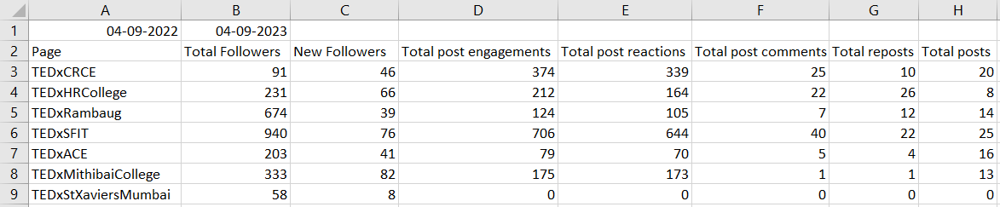 A B C D E F G H
1 04-09-2022 04-09-2023
2 Page Total Followers New Followers Total post engagements Total post reactions Total post comments Total reposts Total posts
3 TEDxCRCE 91 46 374 339 25 10 20
4 TEDxHRCollege 231 66 212 164 22 26 8
5 TEDxRambaug 674 39 124 105 7 12 14
6 TEDxSFIT 940 76 706 644 40 22 25
7 TEDxACE 203 41 79 70 5 4 16
8 TEDxMithibaiCollege 333 82 175 173 1 1 13
9 TEDxStXaviersMumbai 58 8 0 0 0 0 0